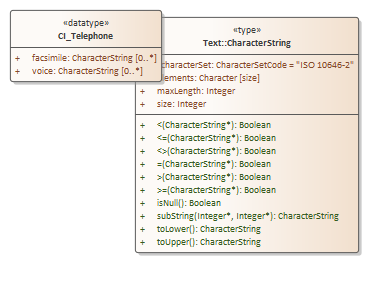 «datatype»
CI_Telephone
+ facsimile: CharacterString [0..*]
+ voice: CharacterString [0..*]
«type»
Text::CharacterString
characterSet: CharacterSetCode = "ISO 10646-2"
elements: Character [size]
+ maxLength: Integer
+ size: Integer
+ <(CharacterString*): Boolean
+ <=(CharacterString*): Boolean
+ <>(CharacterString*): Boolean
+ =(CharacterString*): Boolean
+ >(CharacterString*): Boolean
+ >=(CharacterString*): Boolean
+ isNull(): Boolean
+ subString(Integer*, Integer*): CharacterString
+ toLower(): CharacterString
+ toUpper(): CharacterString